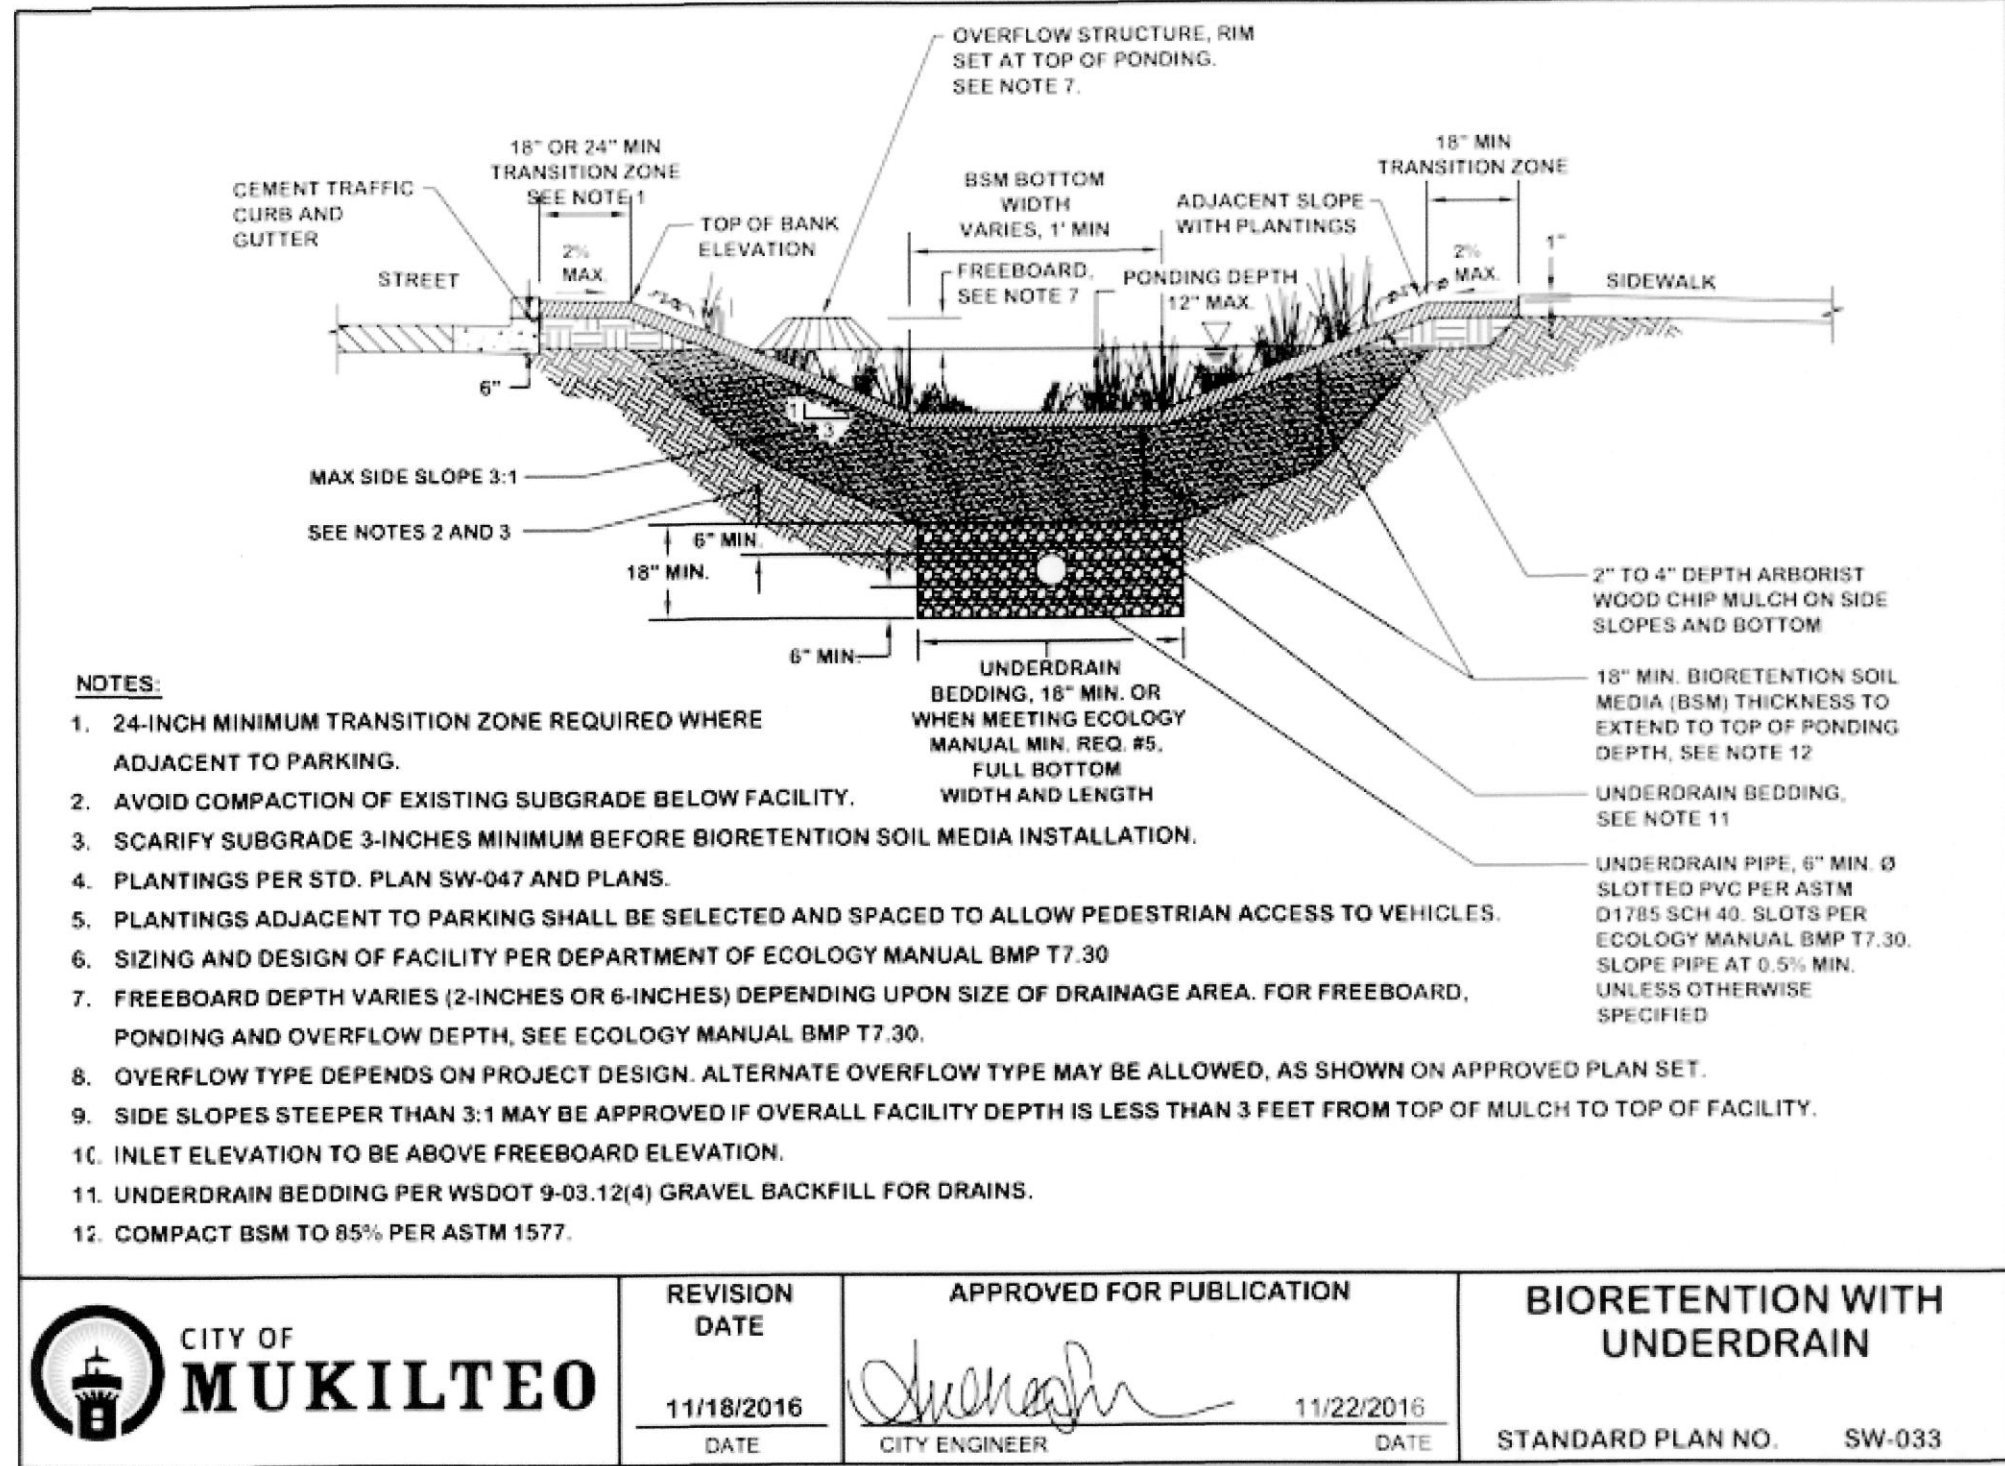 OVERFLOW STRUCTURE, RIM
SET AT TOP OF PONDING.
SEE NOTE 7.
18" OR 24" MIN
TRANSITION ZONE
SEE NOTE 1
18" MIN
TRANSITION ZONE
CEMENT TRAFFIC
CURB AND
GUTTER
BSM BOTTOM
WIDTH
VARIES, 1' MIN
ADJACENT SLOPE
WITH PLANTINGS
TOP OF BANK
ELEVATION
2%
MAX.
STREET
FREEBOARD,
SEE NOTE 7
PONDING DEPTH
12" MAX.
2%
MAX.
1"
SIDEWALK
6"
1
3
MAX SIDE SLOPE 3:1
SEE NOTES 2 AND 3
6" MIN.
18" MIN.
6" MIN.
UNDERDRAIN
BEDDING, 18" MIN. OR
WHEN MEETING ECOLOGY
MANUAL MIN. REQ. #5,
FULL BOTTOM
WIDTH AND LENGTH
2" TO 4" DEPTH ARBORIST
WOOD CHIP MULCH ON SIDE
SLOPES AND BOTTOM
18" MIN. BIORETENTION SOIL
MEDIA (BSM) THICKNESS TO
EXTEND TO TOP OF PONDING
DEPTH, SEE NOTE 12
UNDERDRAIN BEDDING,
SEE NOTE 11
UNDERDRAIN PIPE, 6" MIN. Ø
SLOTTED PVC PER ASTM
D1785 SCH 40. SLOTS PER
ECOLOGY MANUAL BMP T7.30.
SLOPE PIPE AT 0.5% MIN.
UNLESS OTHERWISE
SPECIFIED
NOTES:
1. 24-INCH MINIMUM TRANSITION ZONE REQUIRED WHERE
ADJACENT TO PARKING.
2. AVOID COMPACTION OF EXISTING SUBGRADE BELOW FACILITY.
3. SCARIFY SUBGRADE 3-INCHES MINIMUM BEFORE BIORETENTION SOIL MEDIA INSTALLATION.
4. PLANTINGS PER STD. PLAN SW-047 AND PLANS.
5. PLANTINGS ADJACENT TO PARKING SHALL BE SELECTED AND SPACED TO ALLOW PEDESTRIAN ACCESS TO VEHICLES.
6. SIZING AND DESIGN OF FACILITY PER DEPARTMENT OF ECOLOGY MANUAL BMP T7.30
7. FREEBOARD DEPTH VARIES (2-INCHES OR 6-INCHES) DEPENDING UPON SIZE OF DRAINAGE AREA. FOR FREEBOARD,
PONDING AND OVERFLOW DEPTH, SEE ECOLOGY MANUAL BMP T7.30.
8. OVERFLOW TYPE DEPENDS ON PROJECT DESIGN. ALTERNATE OVERFLOW TYPE MAY BE ALLOWED, AS SHOWN ON APPROVED PLAN SET.
9. SIDE SLOPES STEEPER THAN 3:1 MAY BE APPROVED IF OVERALL FACILITY DEPTH IS LESS THAN 3 FEET FROM TOP OF MULCH TO TOP OF FACILITY.
10. INLET ELEVATION TO BE ABOVE FREEBOARD ELEVATION.
11. UNDERDRAIN BEDDING PER WSDOT 9-03.12(4) GRAVEL BACKFILL FOR DRAINS.
12. COMPACT BSM TO 85% PER ASTM 1577.
CITY OF
MUKILTEO
REVISION
DATE
11/18/2016
DATE
APPROVED FOR PUBLICATION
11/22/2016
CITY ENGINEER
DATE
BIORETENTION WITH
UNDERDRAIN
STANDARD PLAN NO. SW-033